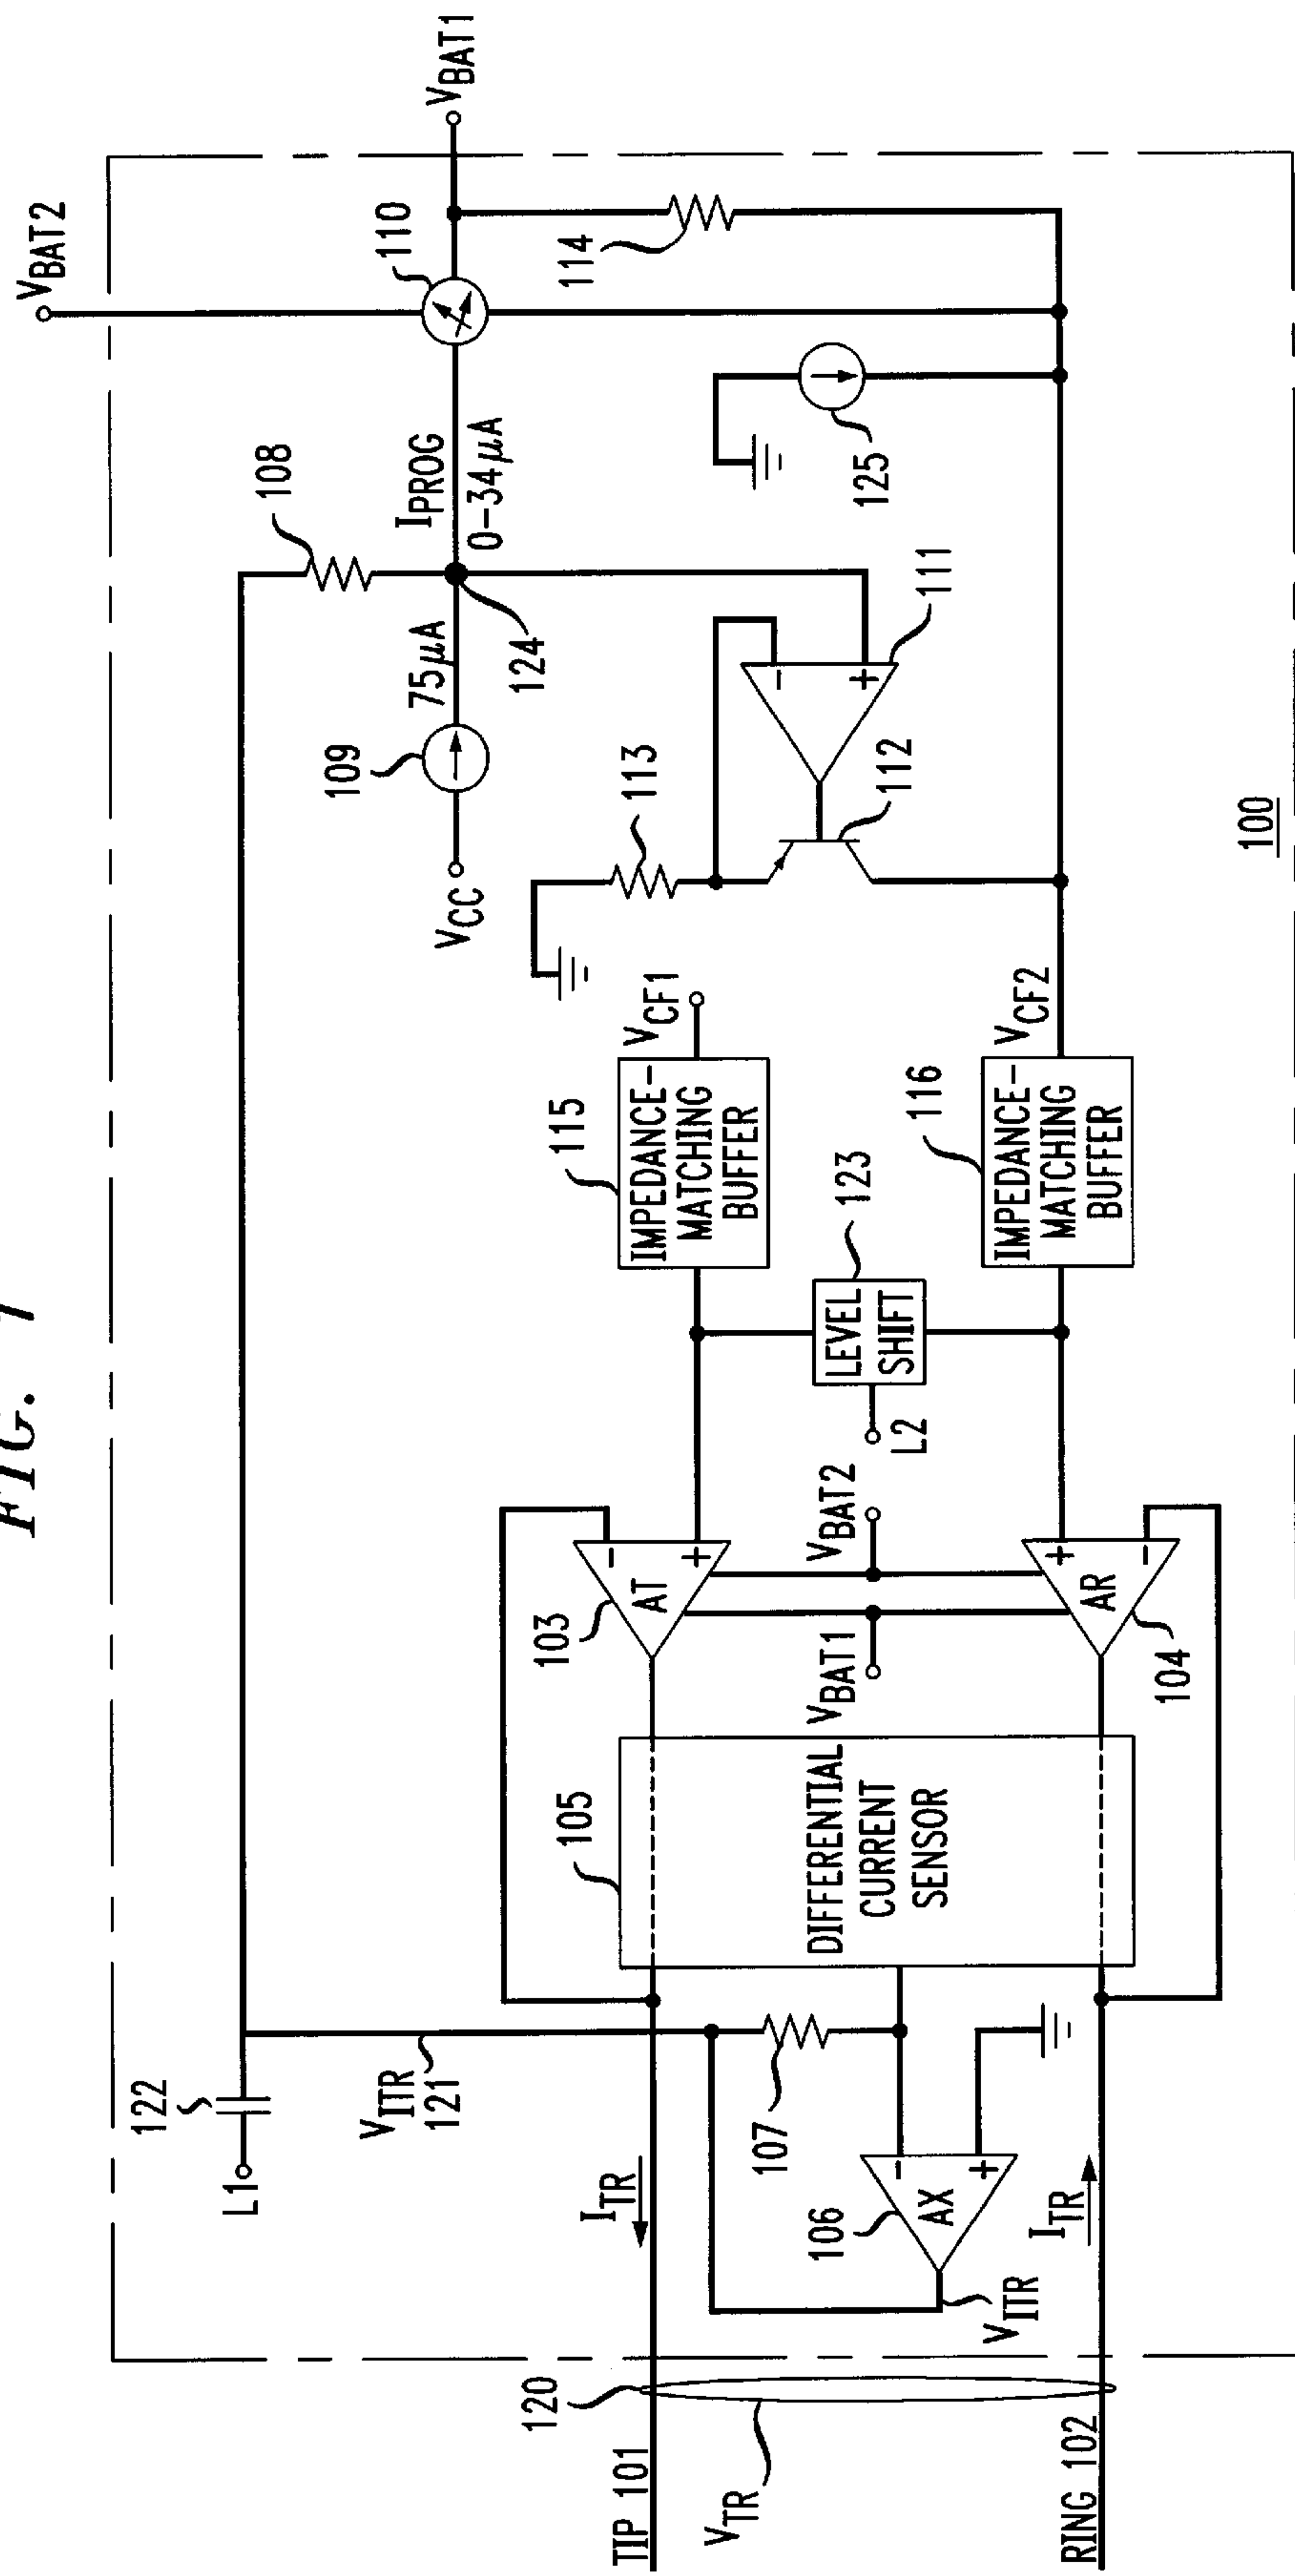 FIG. 1
VBAT2
VBAT1
110
114
108
IPROG
0-34µA
125
75µA
124
109
VCC
111
112
113
VCF1
VCF2
115
IMPEDANCE-
MATCHING
BUFFER
116
IMPEDANCE-
MATCHING
BUFFER
123
LEVEL
SHIFT
L2
100
VBAT2
VBAT1
103
AT
-
+
104
AR
+
-
105
DIFFERENTIAL
CURRENT
SENSOR
122
L1
VITR
121
107
106
AX
-
+
-
+
ITR
ITR
VITR
120
VTR
TIP 101
RING 102